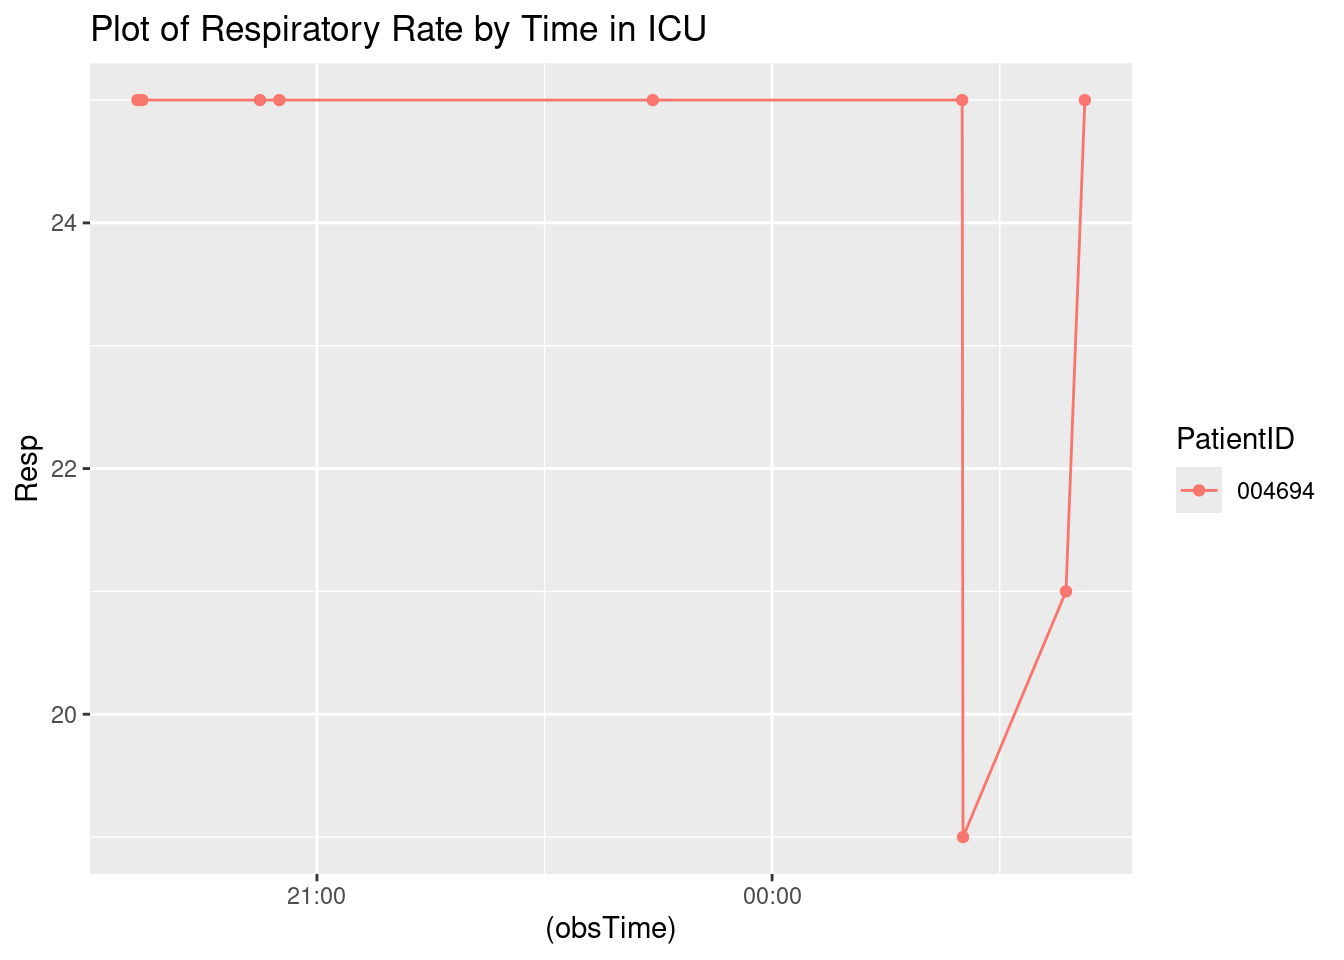 Plot of Respiratory Rate by Time in ICU
24
22
20
Resp
21:00
00:00
(obsTime)
PatientID
004694